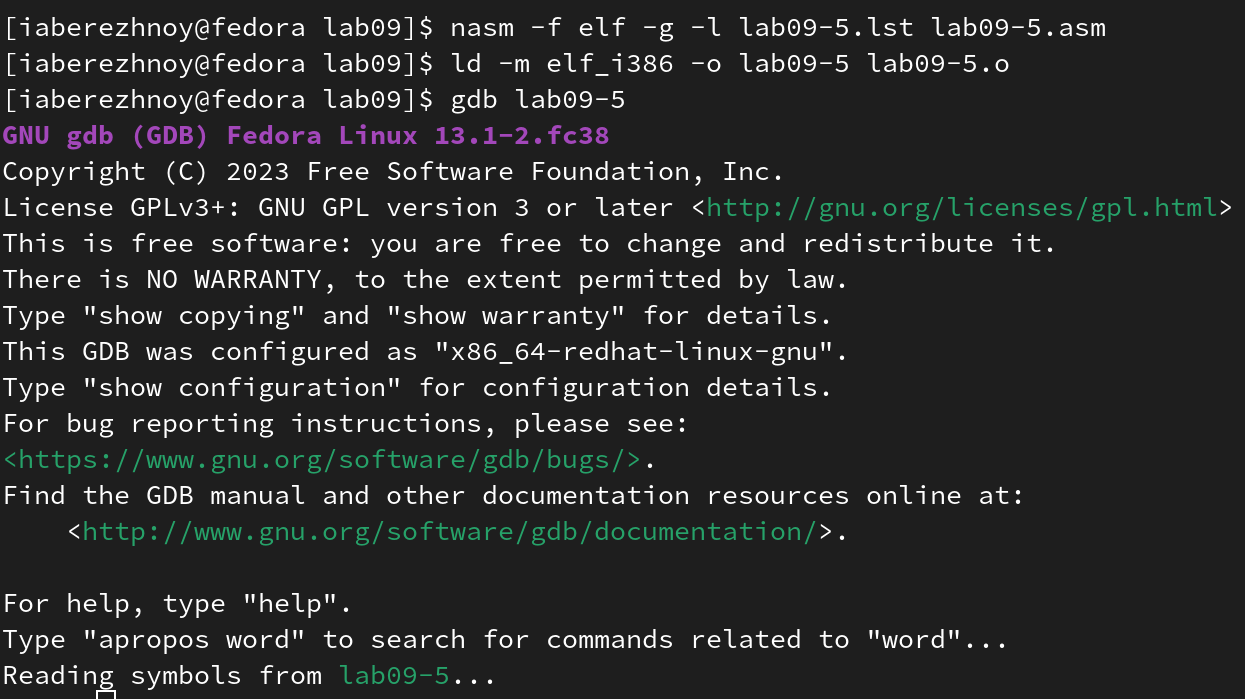 [iaberezhnoy@fedora lab09]$ nasm -f elf -g -l lab09-5.lst lab09-5.asm
[iaberezhnoy@fedora lab09]$ ld -m elf_i386 -o lab09-5 lab09-5.o
[iaberezhnoy@fedora lab09]$ gdb lab09-5
GNU gdb (GDB) Fedora Linux 13.1-2.fc38
Copyright (C) 2023 Free Software Foundation, Inc.
License GPLv3+: GNU GPL version 3 or later <http://gnu.org/licenses/gpl.html>
This is free software: you are free to change and redistribute it.
There is NO WARRANTY, to the extent permitted by law.
Type "show copying" and "show warranty" for details.
This GDB was configured as "x86_64-redhat-linux-gnu".
Type "show configuration" for configuration details.
For bug reporting instructions, please see:
<https://www.gnu.org/software/gdb/bugs/>.
Find the GDB manual and other documentation resources online at:
    <http://www.gnu.org/software/gdb/documentation/>.

For help, type "help".
Type "apropos word" to search for commands related to "word"...
Reading symbols from lab09-5...